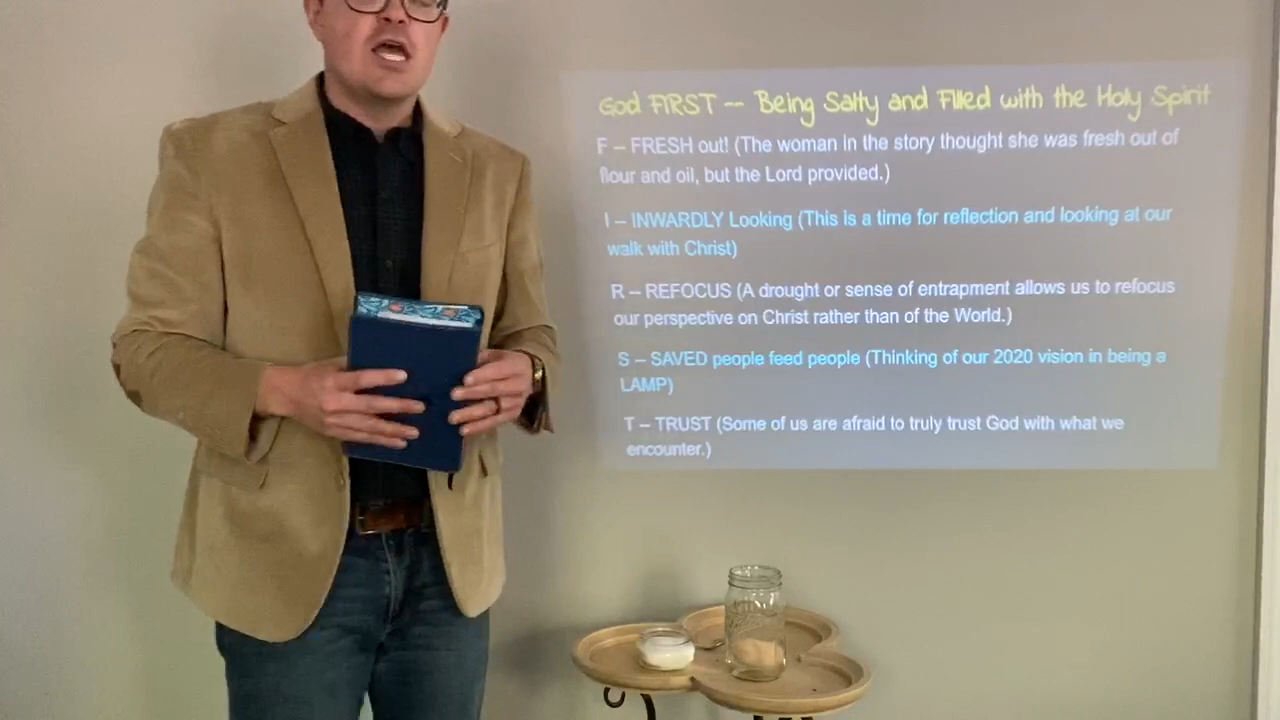 God FIRST -- Being Salty and Filled with the Holy Spirit
F – FRESH out! (The woman in the story thought she was fresh out of
flour and oil, but the Lord provided.)
I – INWARDLY Looking (This is a time for reflection and looking at our
walk with Christ)
R – REFOCUS (A drought or sense of entrapment allows us to refocus
our perspective on Christ rather than of the World.)
S – SAVED people feed people (Thinking of our 2020 vision in being a
LAMP)
T – TRUST (Some of us are afraid to truly trust God with what we
encounter.)